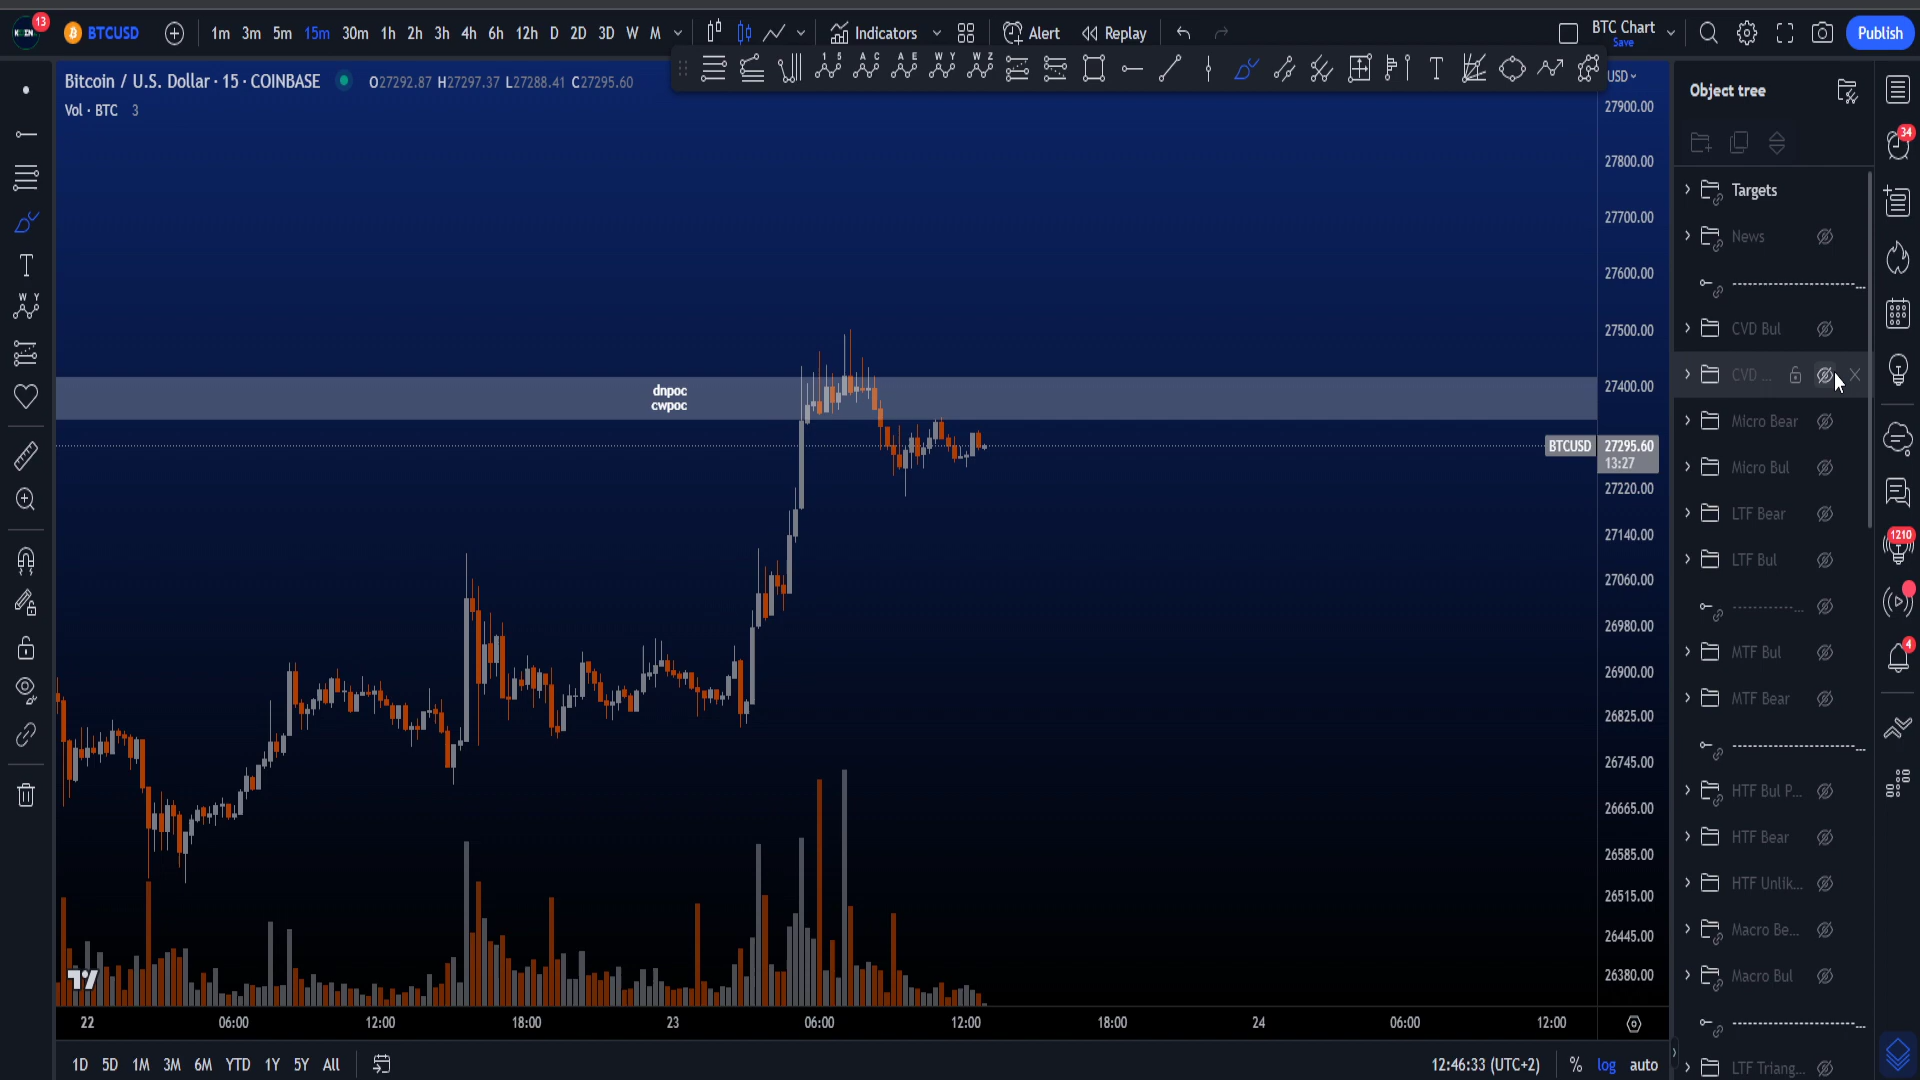 13
BTCUSD 1m 3m 5m 15m 30m 1h 2h 3h 4h 6h 12h D 2D 3D W M Indicators Alert Replay BTC Chart Save Publish
Bitcoin / U.S. Dollar · 15 · COINBASE O27292.87 H27297.37 L27288.41 C27295.60
Vol · BTC 3
USD
27900.00
27800.00
27700.00
27600.00
27500.00
27400.00
BTCUSD 27295.60
13:27
27220.00
27140.00
27060.00
26980.00
26900.00
26825.00
26745.00
26665.00
26585.00
26515.00
26445.00
26380.00
dnpoc
cwpoc
22 06:00 12:00 18:00 23 06:00 12:00 18:00 24 06:00 12:00
1D 5D 1M 3M 6M YTD 1Y 5Y All 12:46:33 (UTC+2) % log auto
Object tree
Targets
News
CVD Bul
CVD ...
Micro Bear
Micro Bul
LTF Bear
LTF Bul
MTF Bul
MTF Bear
HTF Bul P...
HTF Bear
HTF Unlik...
Macro Be...
Macro Bul
LTF Triang...
34
1210
4